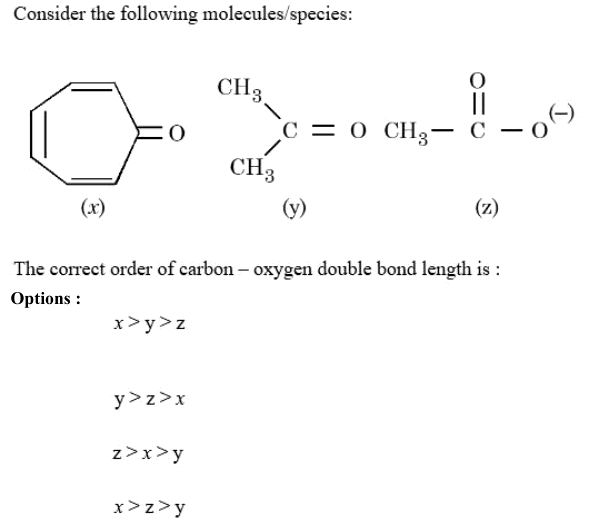 Consider the following molecules/species:
O
CH3
(–)
O
C = O CH3 – C – O
CH3
(x) (y) (z)
The correct order of carbon – oxygen double bond length is :
Options :
x>y>z
y>z>x
z>x>y
x>z>y